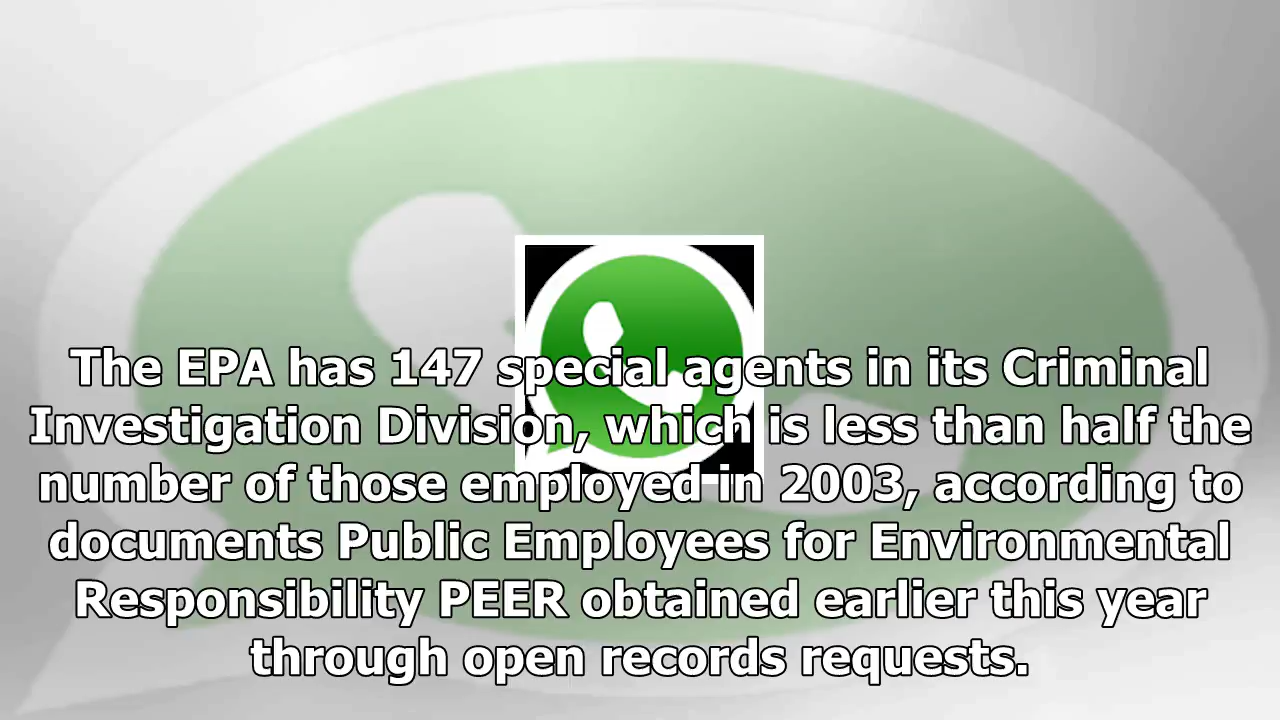 The EPA has 147 special agents in its Criminal
Investigation Division, which is less than half the
number of those employed in 2003, according to
documents Public Employees for Environmental
Responsibility PEER obtained earlier this year
through open records requests.